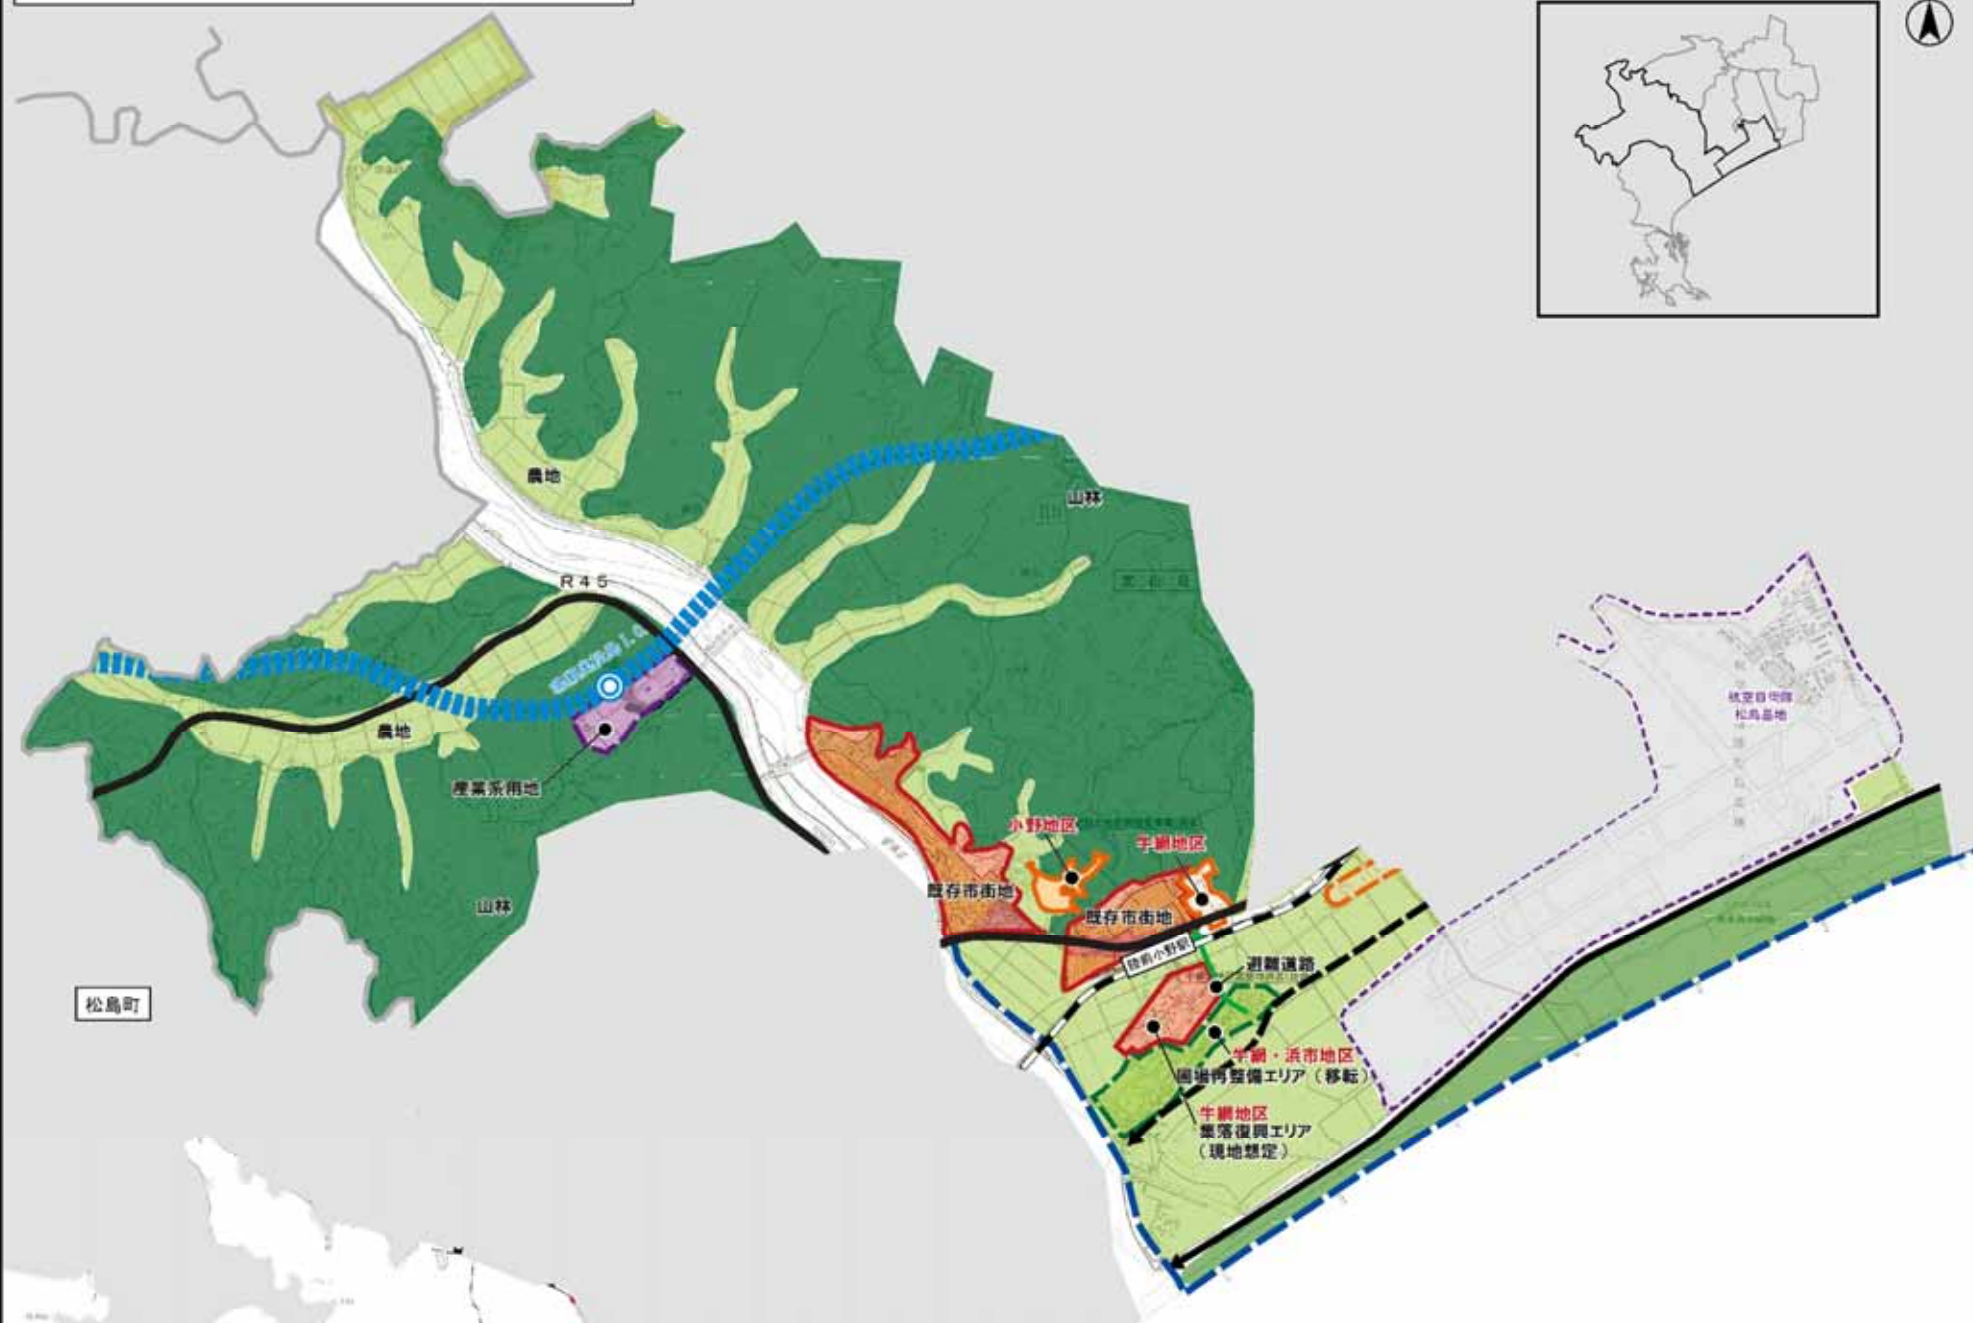 農地
山林
R45
農地
産業系用地
山林
松島町
航空自衛隊
松島基地
小野地区
牛網地区
既存市街地
既存市街地
陸前小野駅
避難道路
牛網・浜市地区
圃場再整備エリア（移転）
牛網地区
集落復興エリア
（現地想定）